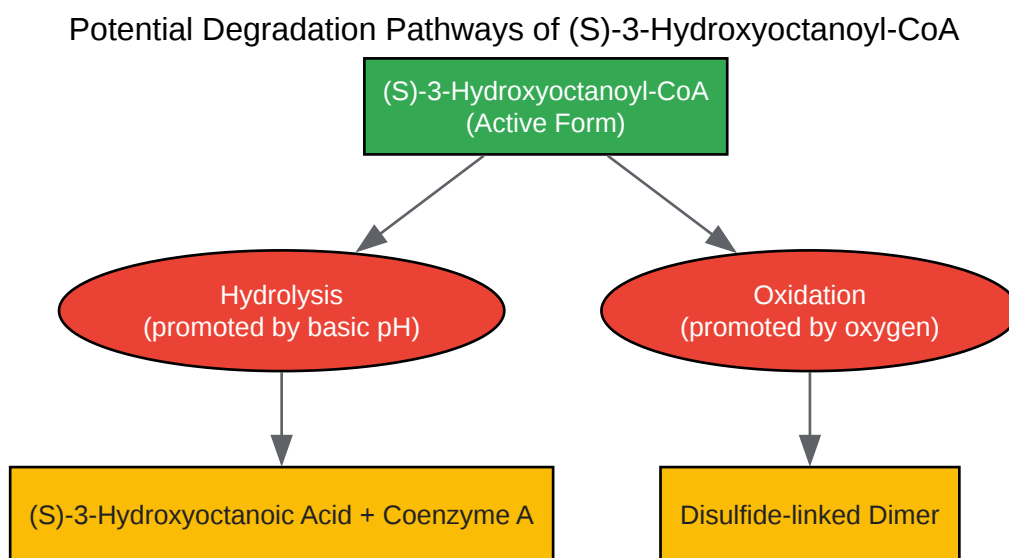 Potential Degradation Pathways of (S)-3-Hydroxyoctanoyl-CoA
(S)-3-Hydroxyoctanoyl-CoA
(Active Form)
Hydrolysis
(promoted by basic pH)
Oxidation
(promoted by oxygen)
(S)-3-Hydroxyoctanoic Acid + Coenzyme A
Disulfide-linked Dimer